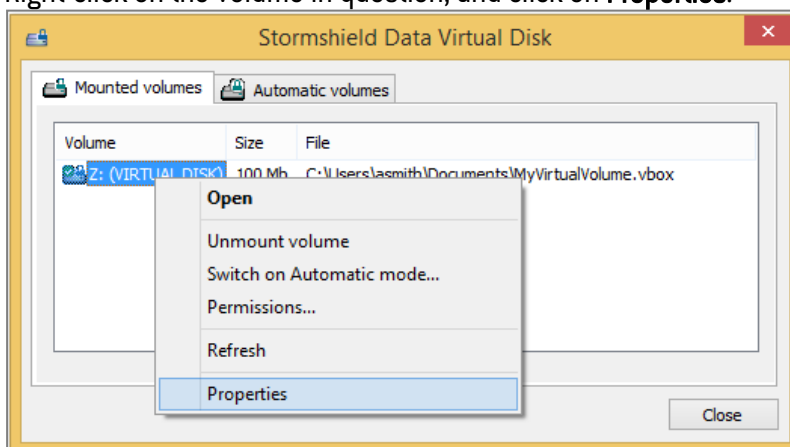 Right-click on the volume in question, and click on Properties.
Stormshield Data Virtual Disk
Mounted volumes Automatic volumes
Volume Size File
Z: (VIRTUAL DISK) 100 Mb C:\Users\asmith\Documents\MyVirtualVolume.vbox
Open
Unmount volume
Switch on Automatic mode...
Permissions...
Refresh
Properties
Close